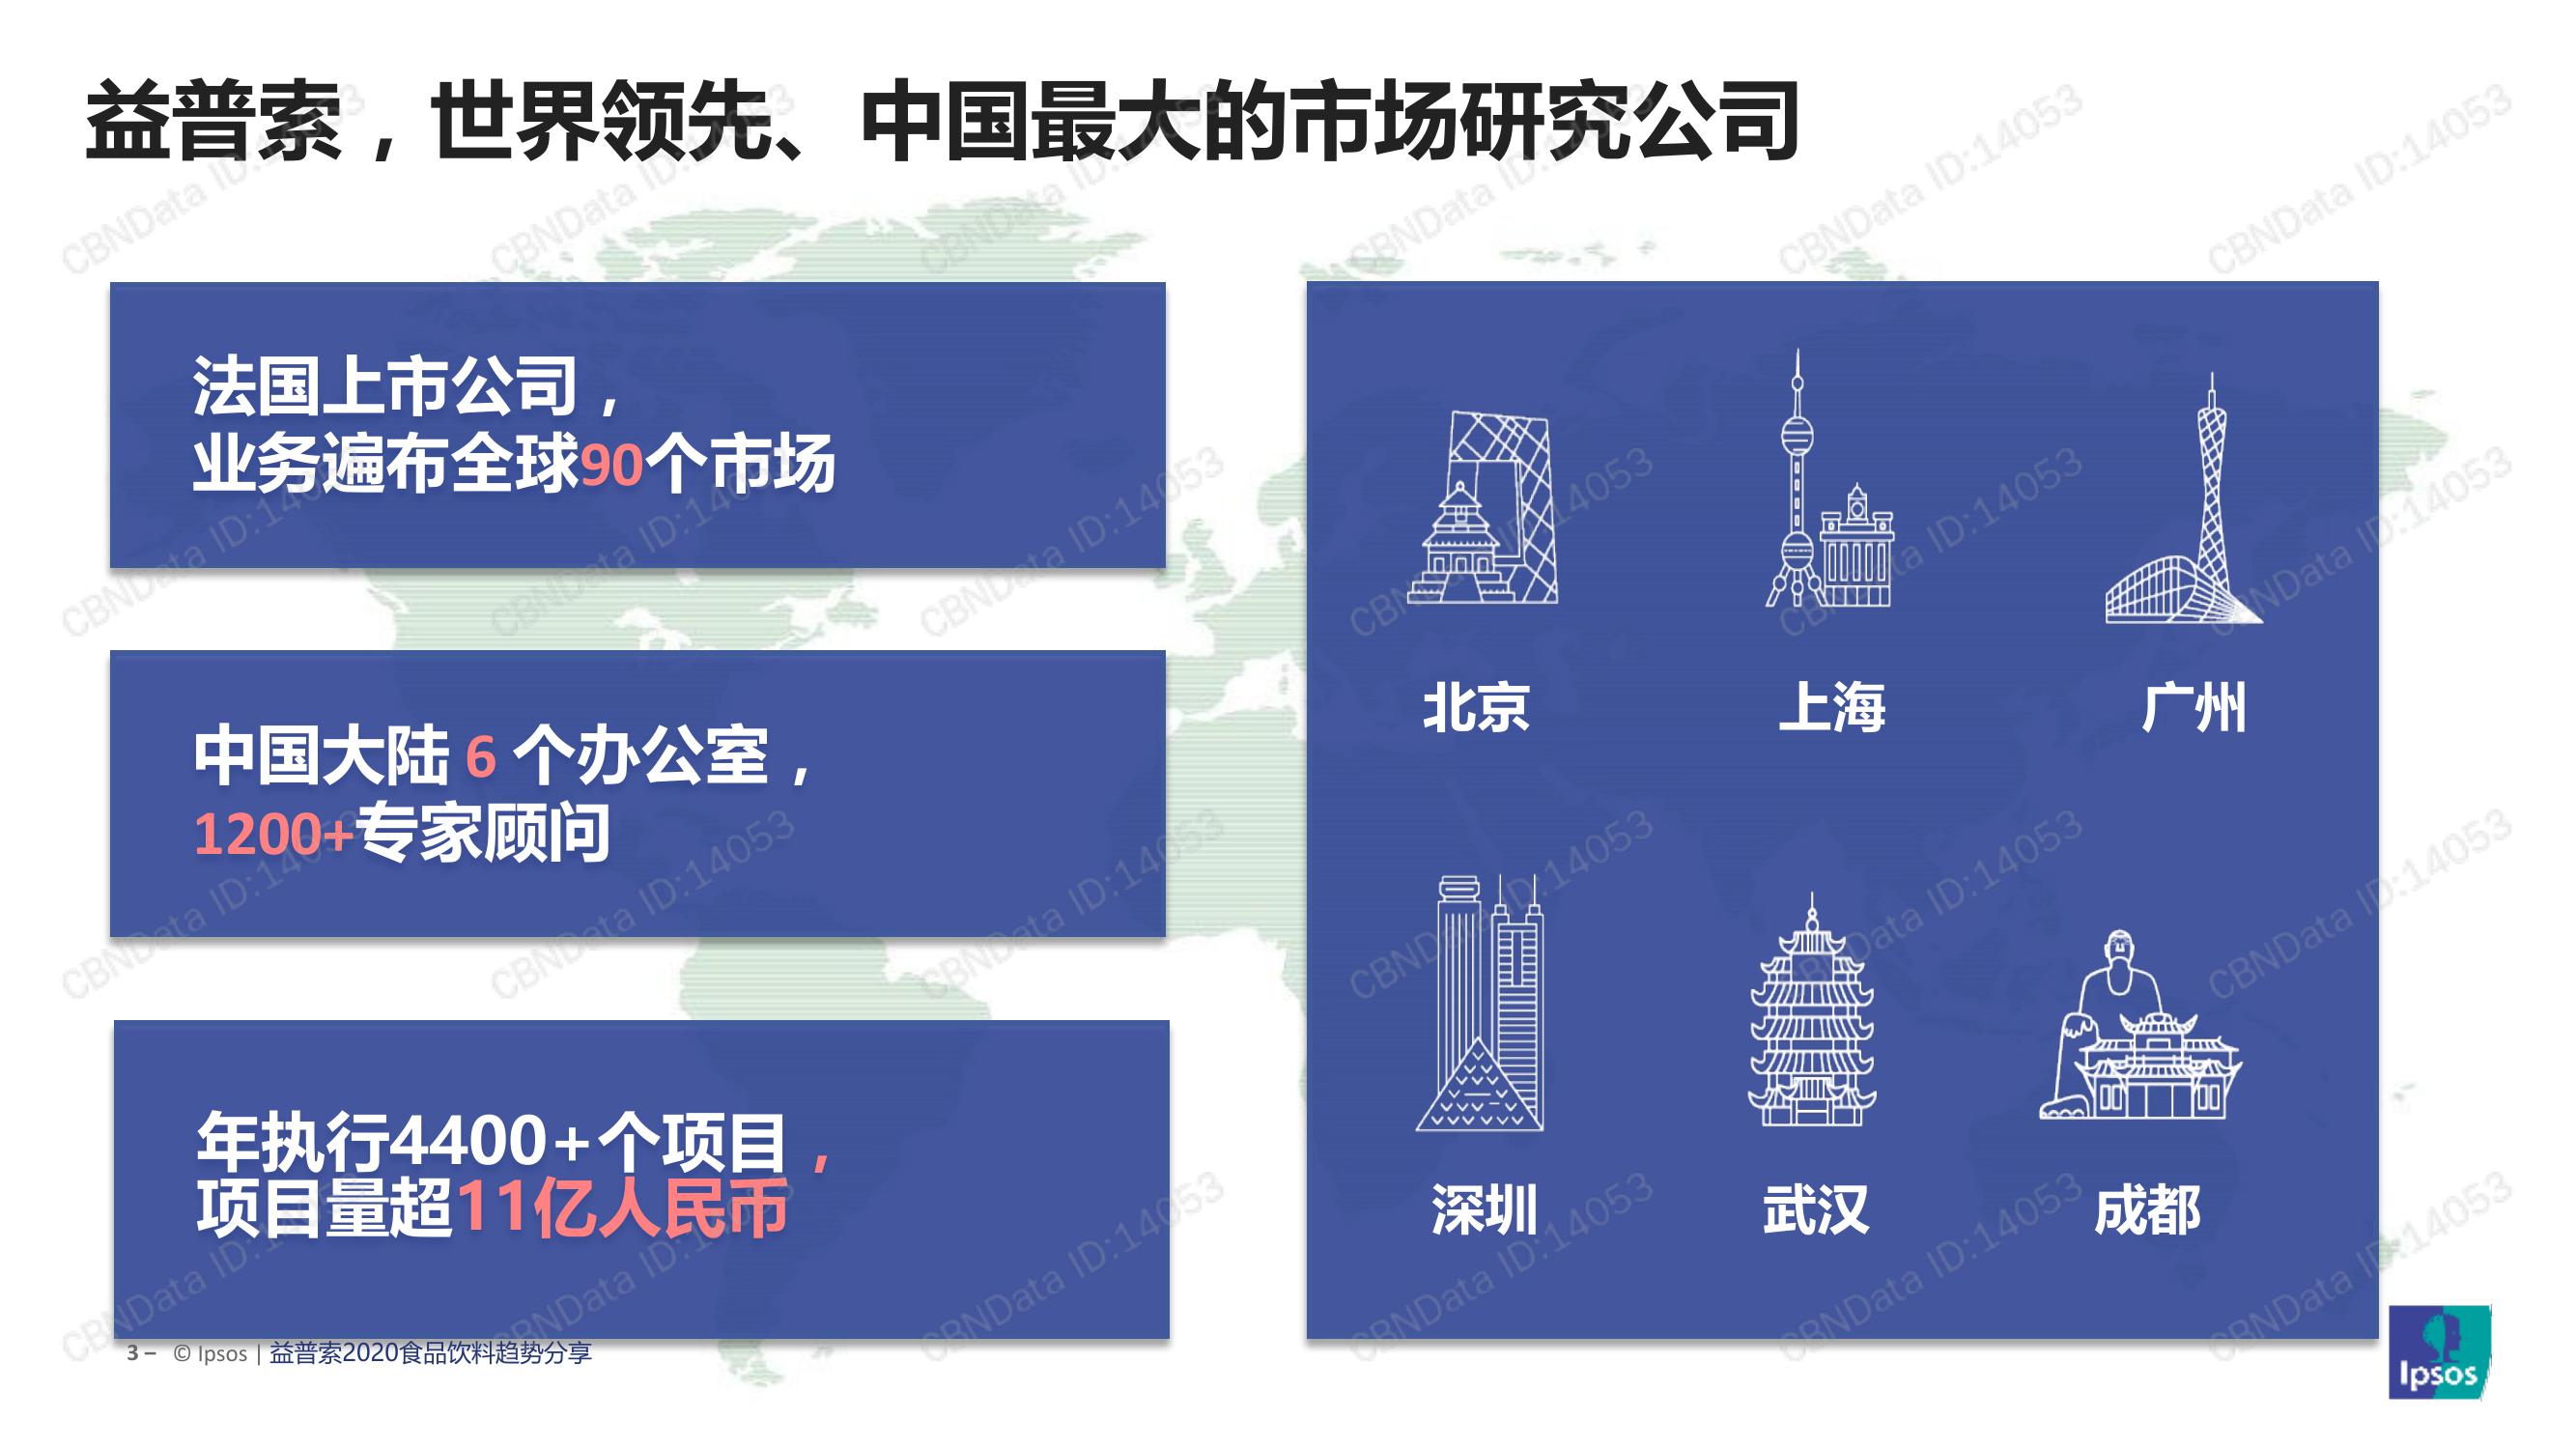 益普索，世界领先、中国最大的市场研究公司
法国上市公司，
业务遍布全球90个市场
中国大陆 6 个办公室，
1200+专家顾问
年执行4400+个项目，
项目量超11亿人民币
北京
上海
广州
深圳
武汉
成都
3 – © Ipsos | 益普索2020食品饮料趋势分享
Ipsos
CBNData ID:14053